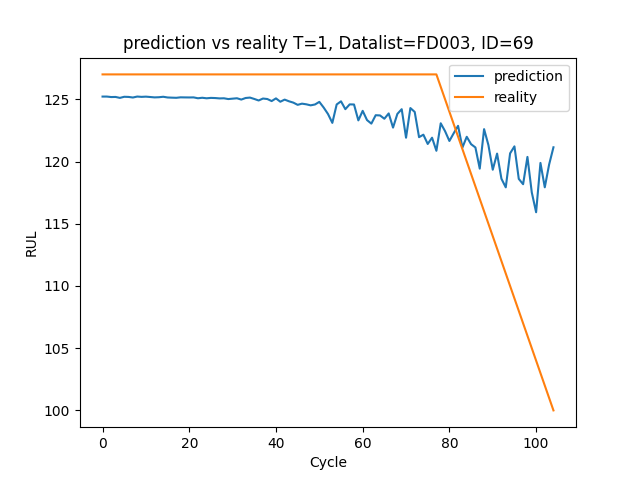 prediction vs reality T=1, Datalist=FD003, ID=69
prediction
reality
RUL
125
120
115
110
105
100
0 20 40 60 80 100
Cycle